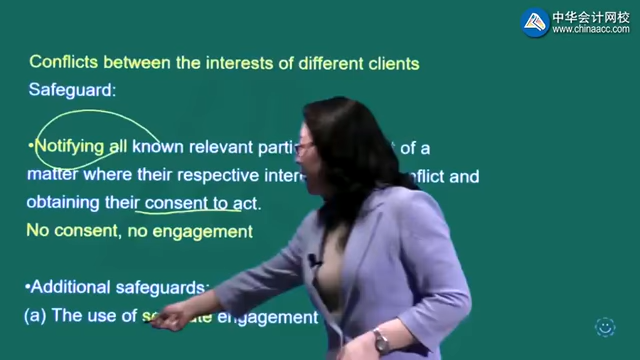 中华会计网校
www.chinaacc.com
Conflicts between the interests of different clients
Safeguard:
•Notifying all known relevant parti of a
matter where their respective inter nflict and
obtaining their consent to act.
No consent, no engagement
•Additional safeguards:
(a) The use of engagement